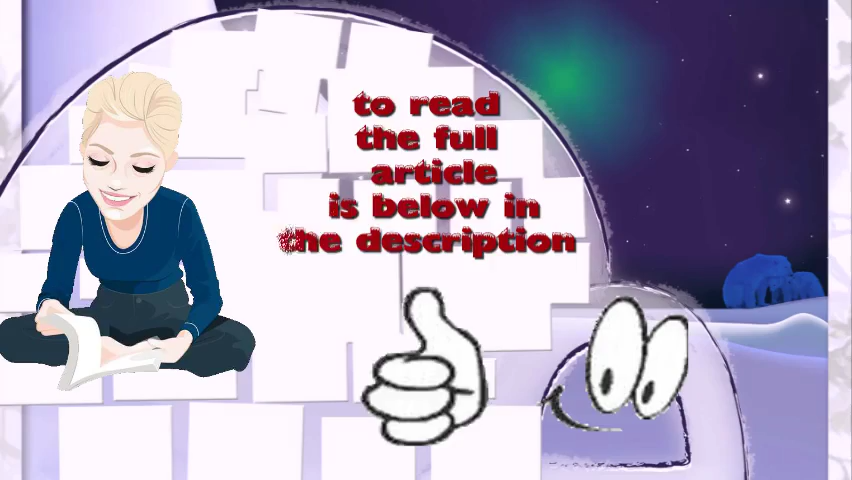 to read
the full
article
is below in
the description